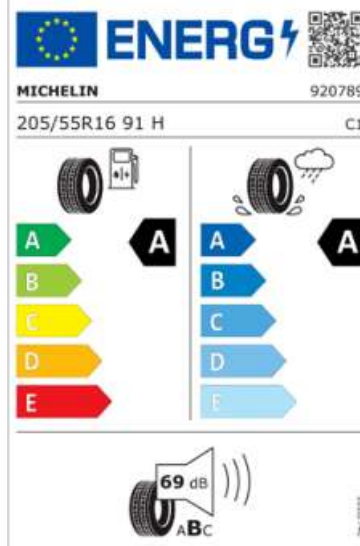 ENERG
MICHELIN
920789
205/55R16 91 H
C1
A
B
C
D
E
A
A
B
C
D
E
A
69 dB
ABC